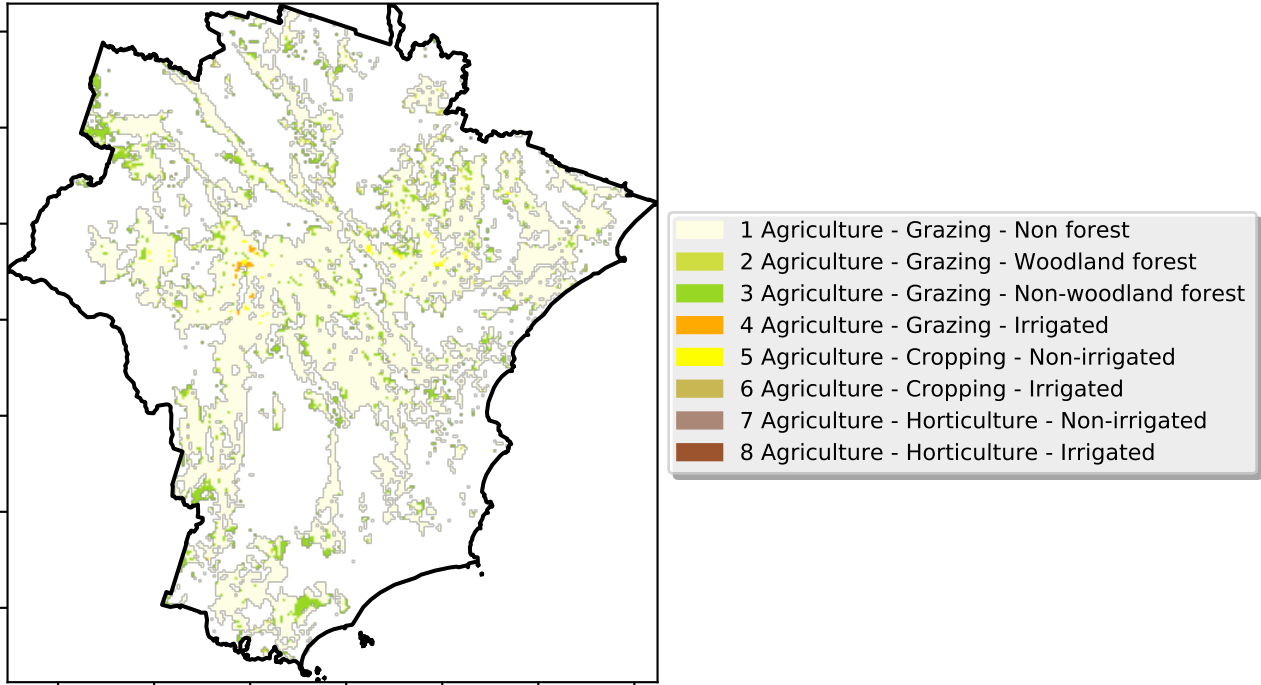 1 Agriculture - Grazing - Non forest
2 Agriculture - Grazing - Woodland forest
3 Agriculture - Grazing - Non-woodland forest
4 Agriculture - Grazing - Irrigated
5 Agriculture - Cropping - Non-irrigated
6 Agriculture - Cropping - Irrigated
7 Agriculture - Horticulture - Non-irrigated
8 Agriculture - Horticulture - Irrigated